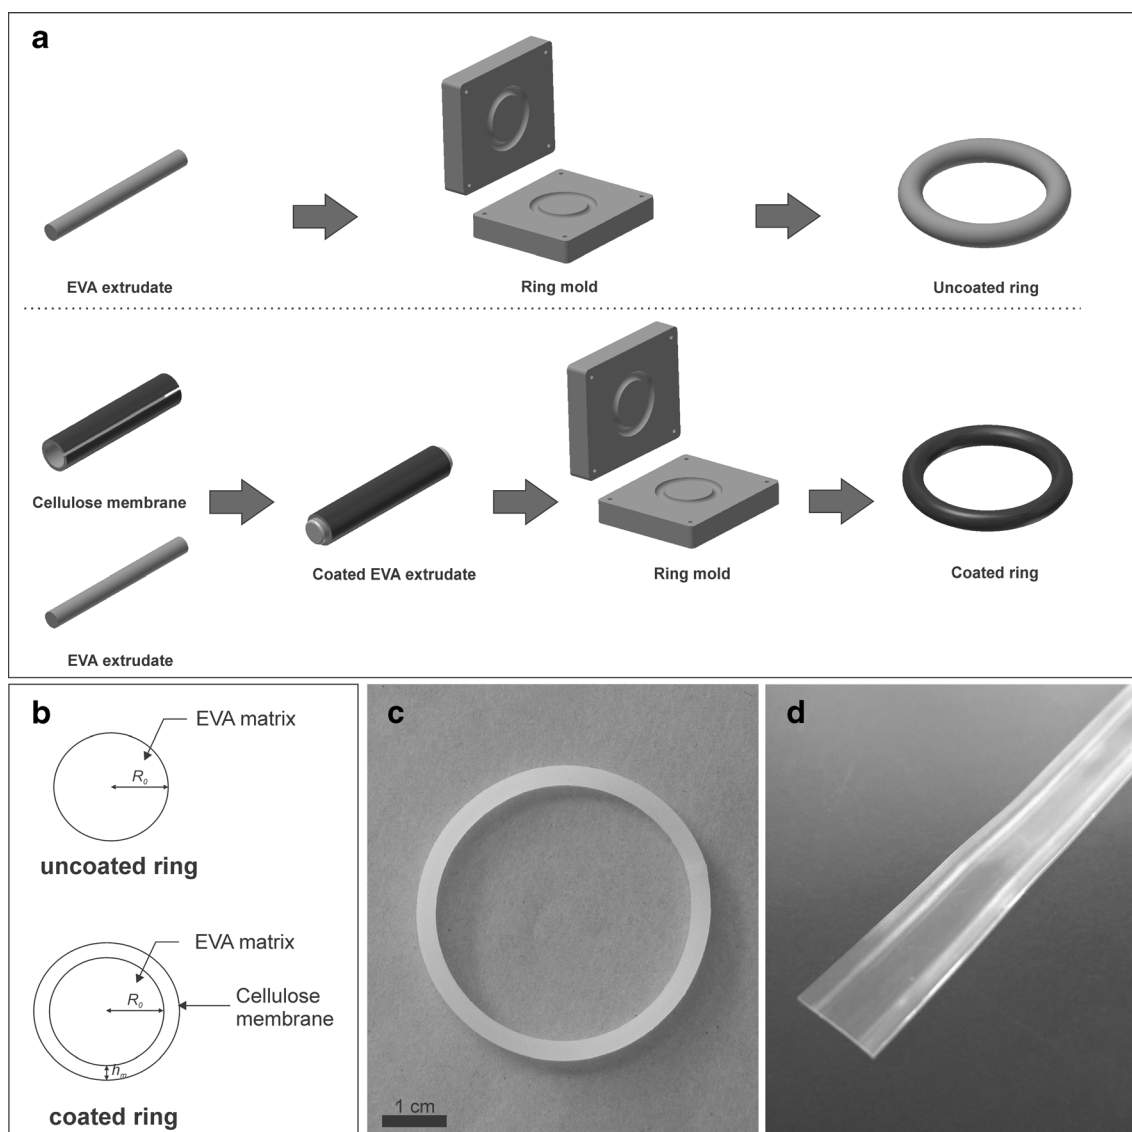 a
EVA extrudate
Ring mold
Uncoated ring
Cellulose membrane
EVA extrudate
Coated EVA extrudate
Ring mold
Coated ring
b
EVA matrix
R₀
uncoated ring
EVA matrix
R₀
Cellulose
membrane
hₘ
coated ring
c
1 cm
d